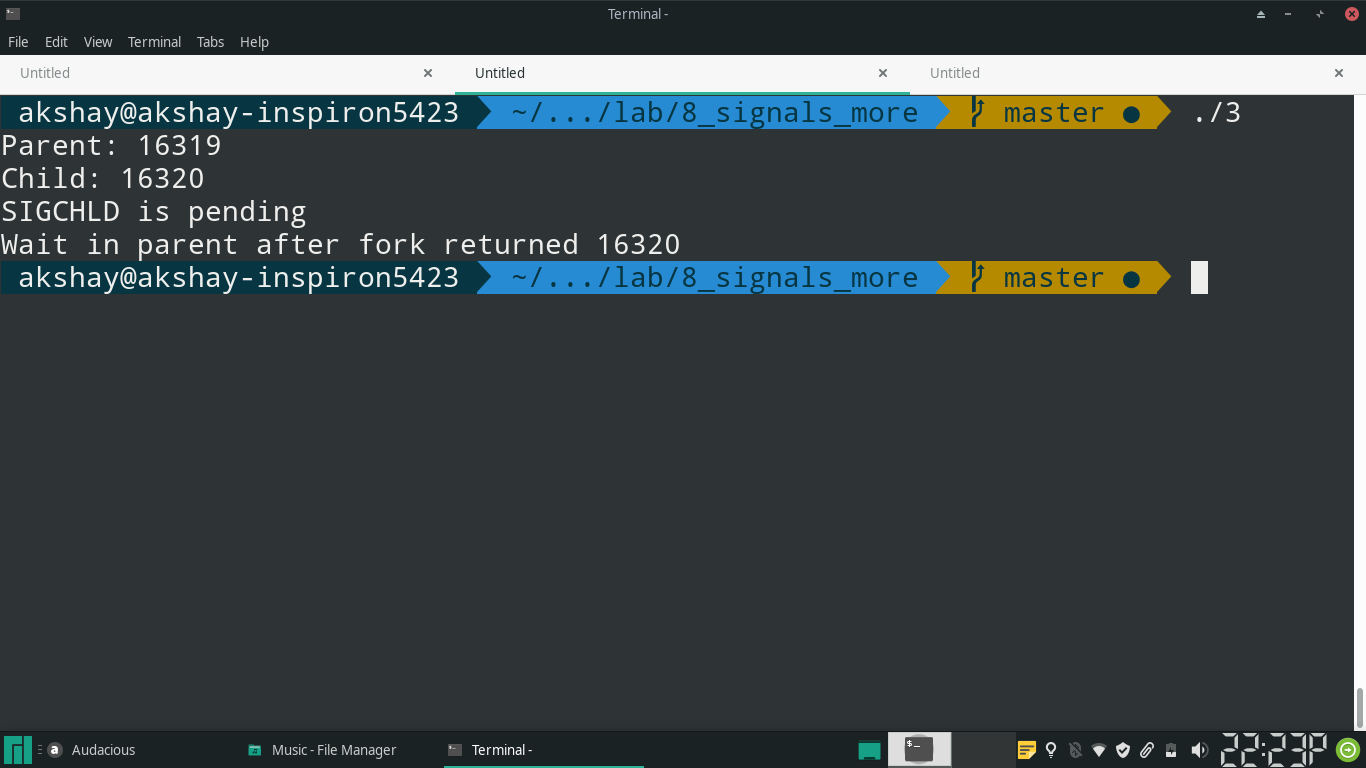 Terminal -
File Edit View Terminal Tabs Help
Untitled Untitled Untitled
akshay@akshay-inspiron5423 ~/.../lab/8_signals_more master ● ./3
Parent: 16319
Child: 16320
SIGCHLD is pending
Wait in parent after fork returned 16320
akshay@akshay-inspiron5423 ~/.../lab/8_signals_more master ●
Audacious Music - File Manager Terminal - 22:23P